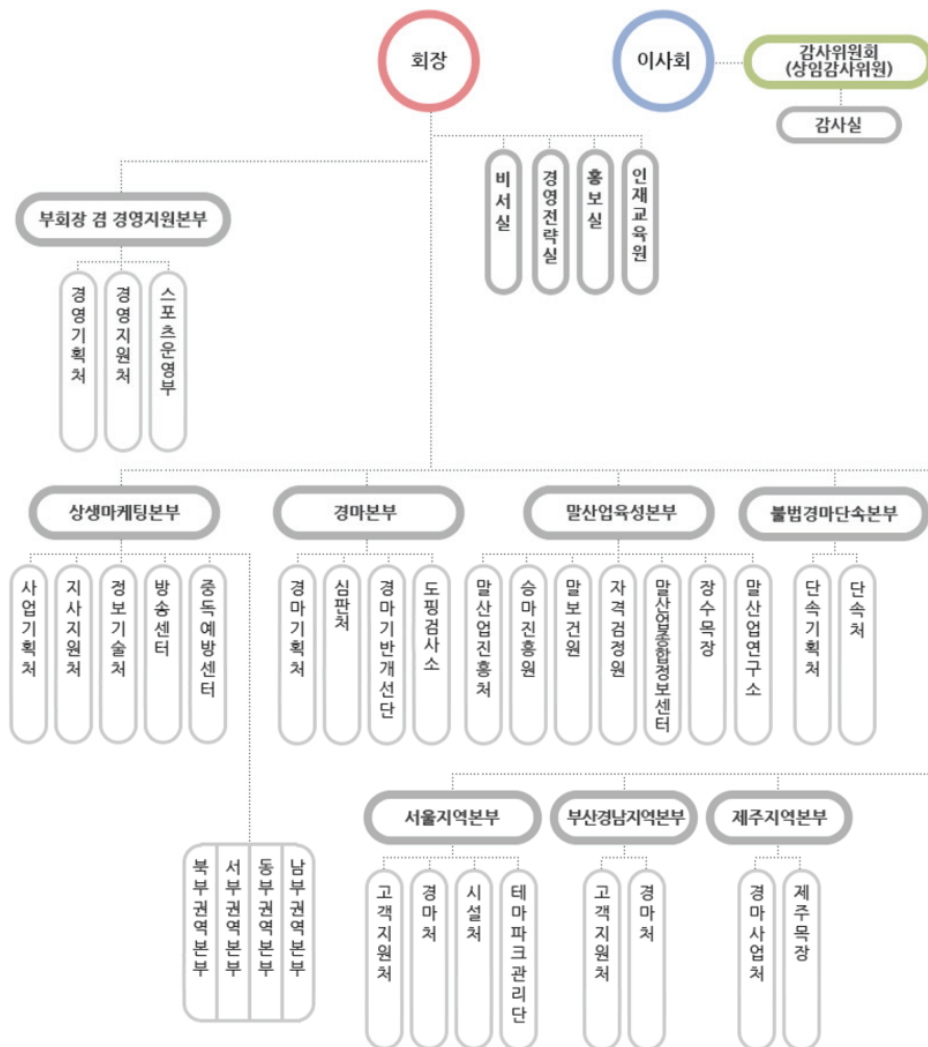 회장
이사회
감사위원회
(상임감사위원)
감사실
비서실
경영전략실
홍보실
인재교육원
부회장 겸 경영지원본부
경영기획처
경영지원처
스포츠운영부
상생마케팅본부
경마본부
말산업육성본부
불법경마단속본부
사업기획처
지사지원처
정보기술처
방송센터
중독예방센터
경마기획처
심판처
경마기반개선단
도핑검사소
말산업진흥처
승마진흥원
말보건원
자격검정원
말산업종합정보센터
장수목장
말산업연구소
단속기획처
단속처
서울지역본부
부산경남지역본부
제주지역본부
북부권역본부
서부권역본부
동부권역본부
남부권역본부
고객지원처
경마처
시설처
테마파크관리단
고객지원처
경마처
경마사업처
제주목장